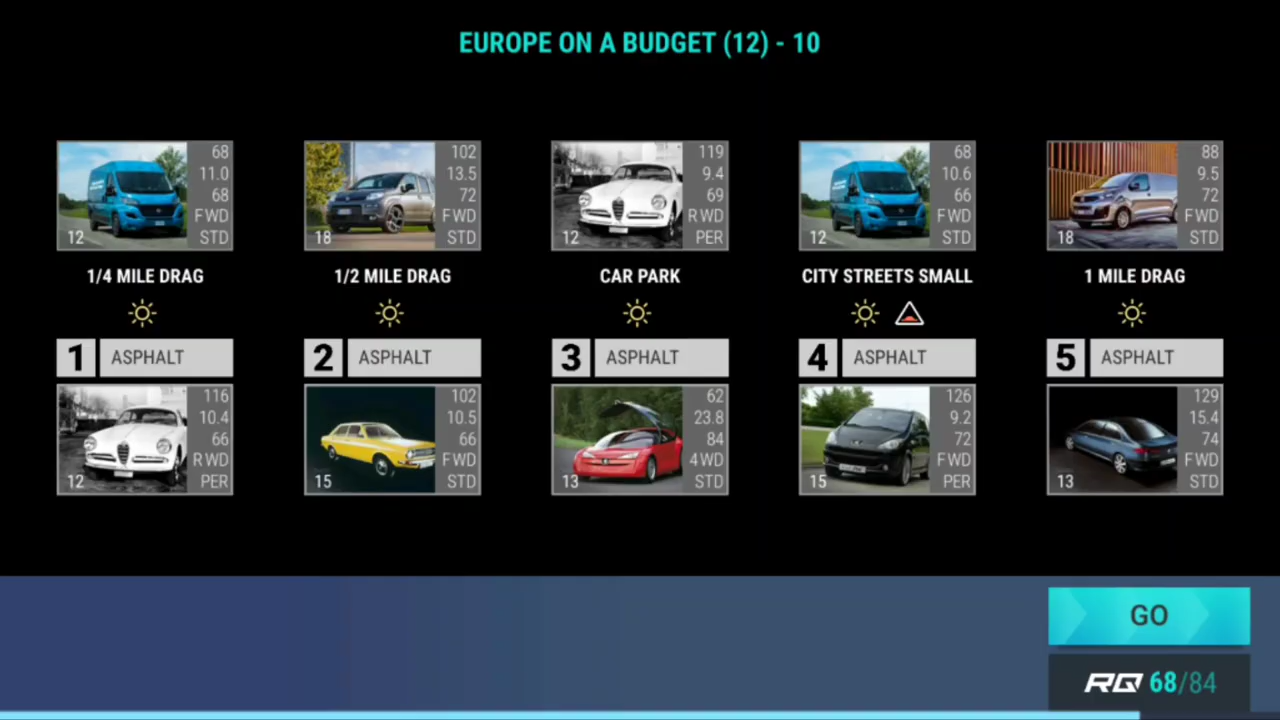 EUROPE ON A BUDGET (12) - 10
68
11.0
68
FWD
STD
12
102
13.5
72
FWD
STD
18
119
9.4
69
RWD
PER
12
68
10.6
66
FWD
STD
12
88
9.5
72
FWD
STD
18
1/4 MILE DRAG
1/2 MILE DRAG
CAR PARK
CITY STREETS SMALL
1 MILE DRAG
1 ASPHALT
2 ASPHALT
3 ASPHALT
4 ASPHALT
5 ASPHALT
116
10.4
66
RWD
PER
12
102
10.5
66
FWD
STD
15
62
23.8
84
4WD
STD
13
126
9.2
72
FWD
PER
15
129
15.4
74
FWD
STD
13
GO
RQ 68/84